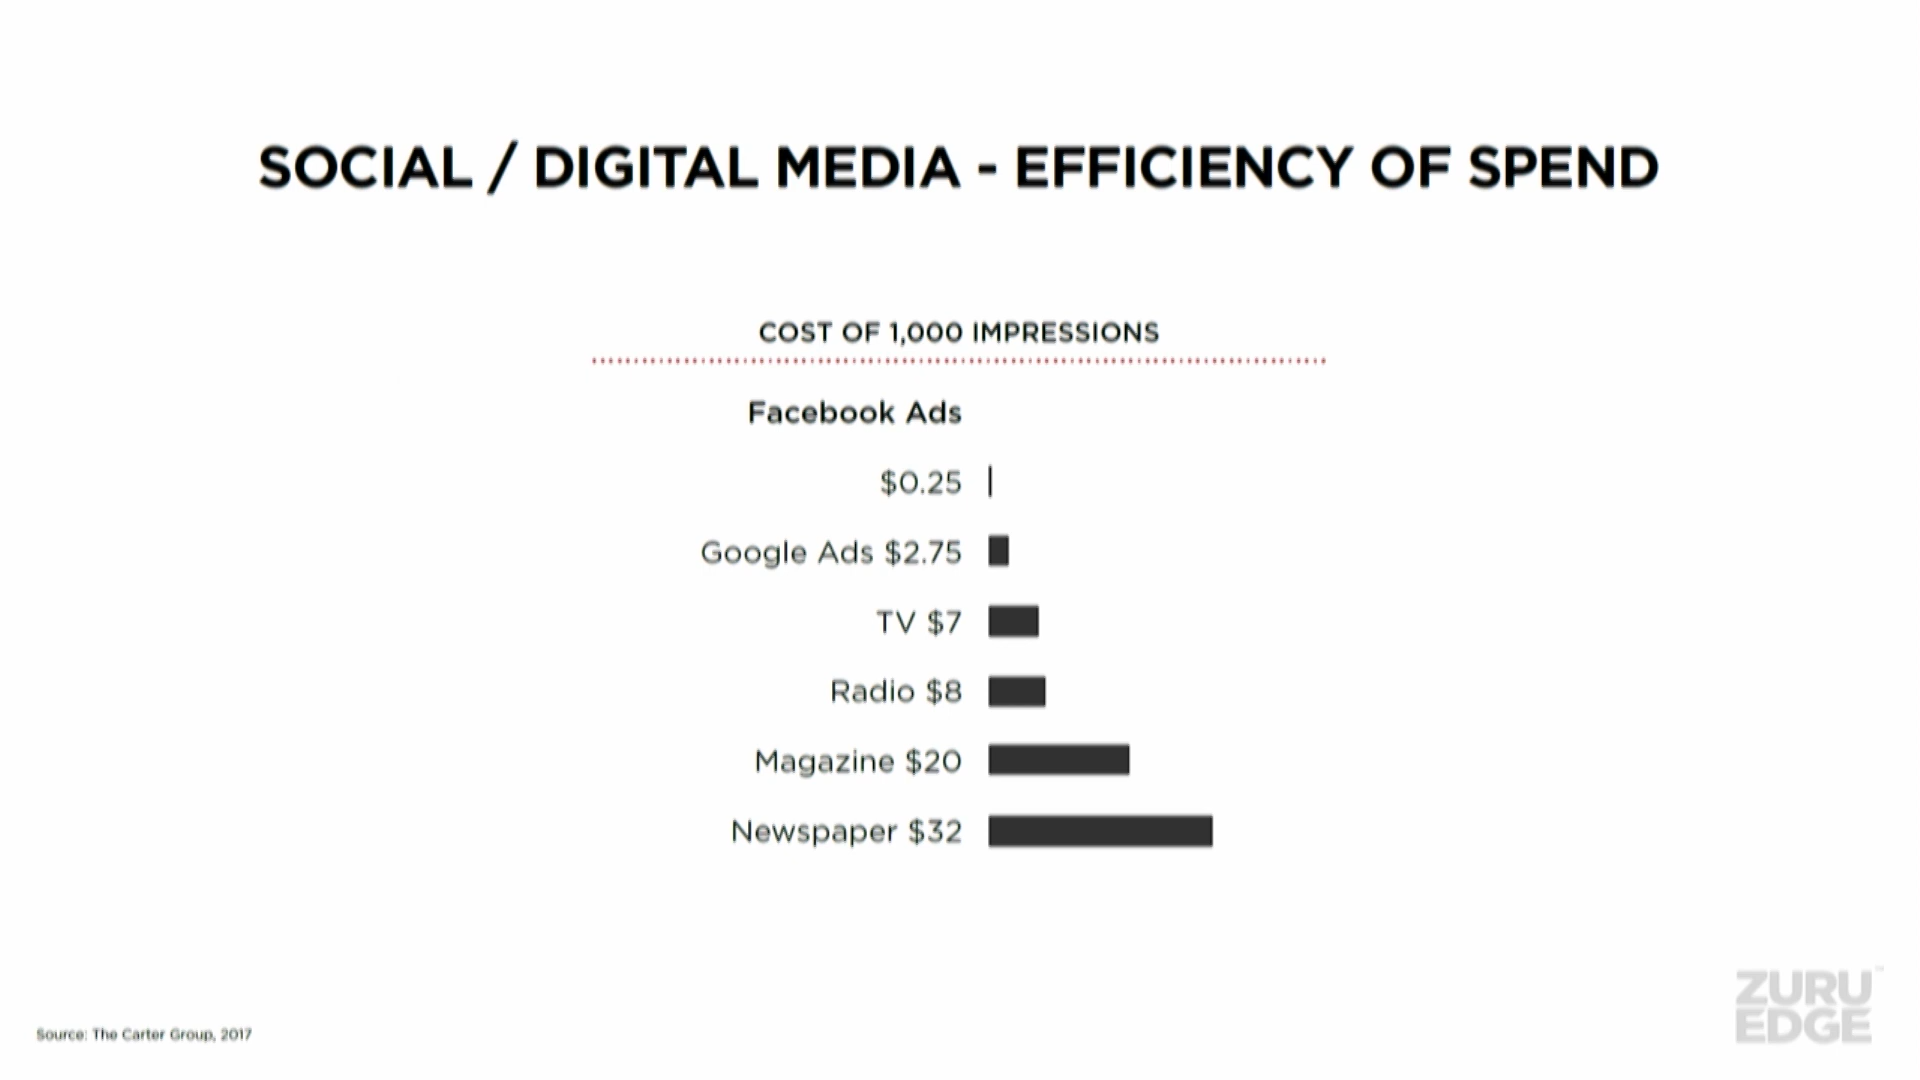 SOCIAL / DIGITAL MEDIA - EFFICIENCY OF SPEND
COST OF 1,000 IMPRESSIONS
Facebook Ads
$0.25
Google Ads $2.75
TV $7
Radio $8
Magazine $20
Newspaper $32
ZURU™
EDGE
Source: The Carter Group, 2017